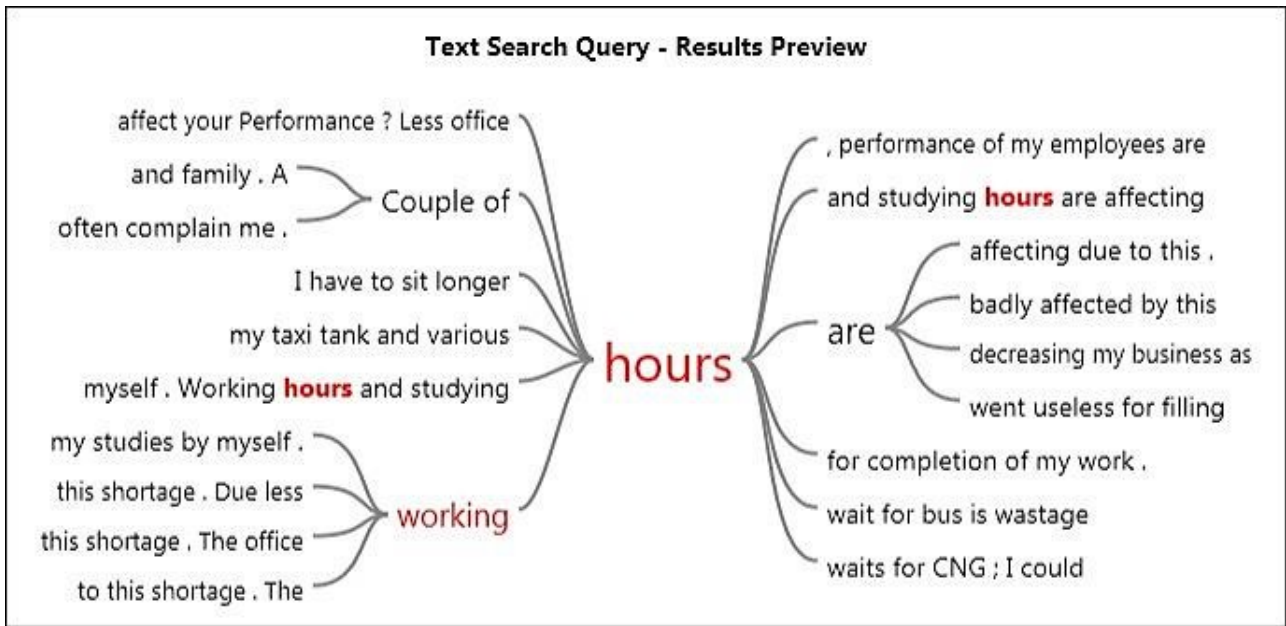 Text Search Query - Results Preview
affect your Performance ? Less office
and family . A
often complain me .
Couple of
I have to sit longer
my taxi tank and various
myself . Working hours and studying
my studies by myself .
this shortage . Due less
this shortage . The office
to this shortage . The
working
hours
, performance of my employees are
and studying hours are affecting
are
affecting due to this .
badly affected by this
decreasing my business as
went useless for filling
for completion of my work .
wait for bus is wastage
waits for CNG ; I could